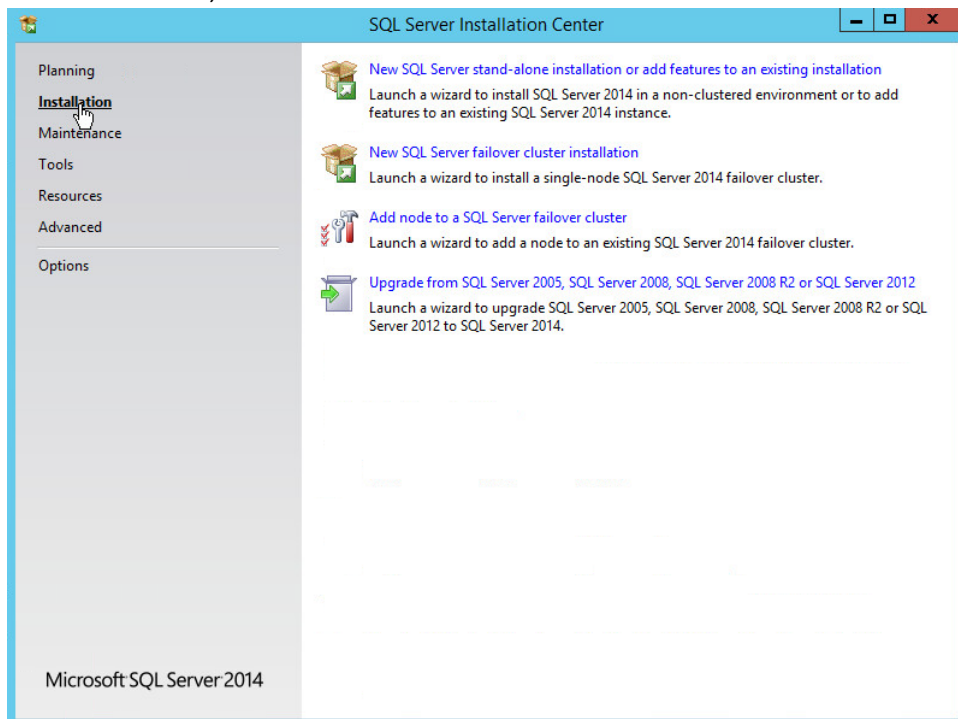 SQL Server Installation Center
Planning
Installation
Maintenance
Tools
Resources
Advanced
Options
New SQL Server stand-alone installation or add features to an existing installation
Launch a wizard to install SQL Server 2014 in a non-clustered environment or to add
features to an existing SQL Server 2014 instance.
New SQL Server failover cluster installation
Launch a wizard to install a single-node SQL Server 2014 failover cluster.
Add node to a SQL Server failover cluster
Launch a wizard to add a node to an existing SQL Server 2014 failover cluster.
Upgrade from SQL Server 2005, SQL Server 2008, SQL Server 2008 R2 or SQL Server 2012
Launch a wizard to upgrade SQL Server 2005, SQL Server 2008, SQL Server 2008 R2 or SQL
Server 2012 to SQL Server 2014.
Microsoft SQL Server 2014